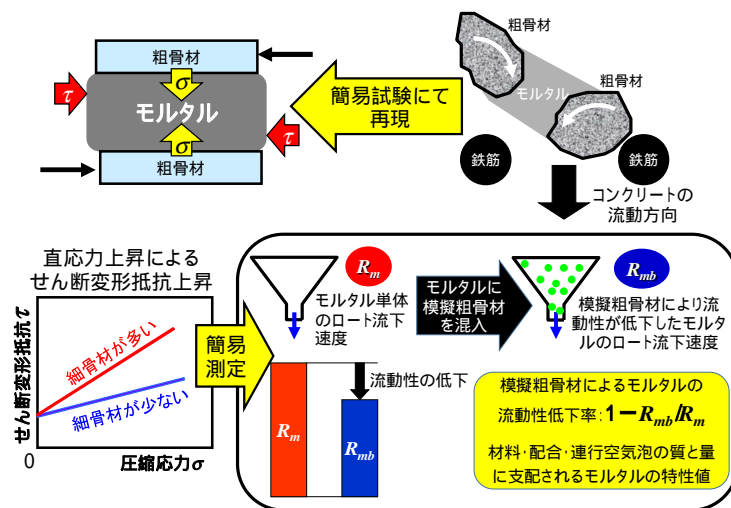 粗骨材
τ
σ
モルタル
σ
τ
粗骨材
簡易試験にて
再現
粗骨材
粗骨材
モルタル
鉄筋
鉄筋
コンクリートの
流動方向
直応力上昇による
せん断変形抵抗上昇
せん断変形抵抗τ
細骨材が多い
細骨材が少ない
0
圧縮応力σ
簡易
測定
Rm
モルタル単体
のロート流下
速度
モルタルに
模擬粗骨材
を混入
Rmb
模擬粗骨材により流
動性が低下したモルタ
ルのロート流下速度
流動性の低下
Rm
Rmb
模擬粗骨材によるモルタルの
流動性低下率：1－Rmb/Rm
材料・配合・連行空気泡の質と量
に支配されるモルタルの特性値